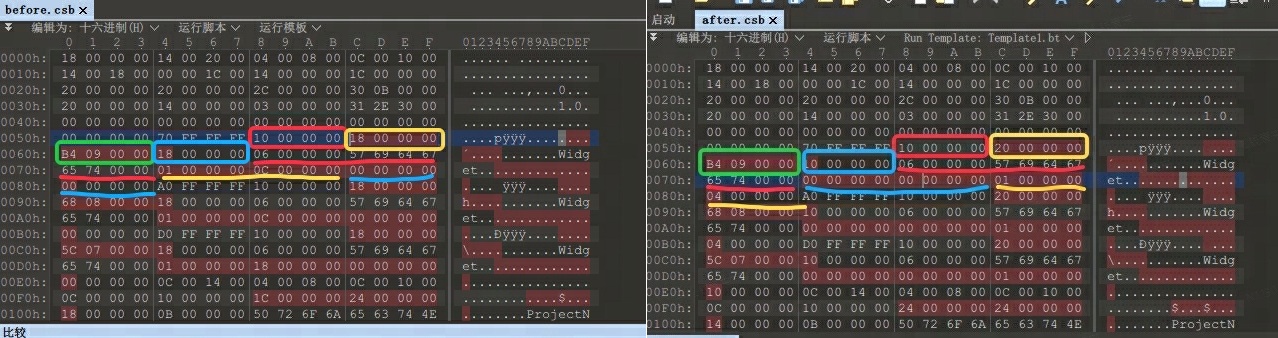 before.csb ×
编辑为: 十六进制(H) 运行脚本 运行模板
0 1 2 3 4 5 6 7 8 9 A B C D E F 0123456789ABCDEF
0000h: 18 00 00 00 14 00 20 00 04 00 08 00 0C 00 10 00 ................
0010h: 14 00 18 00 00 00 00 1C 14 00 00 00 1C 00 00 00 ................
0020h: 20 00 00 00 20 00 00 00 2C 00 00 00 30 0B 00 00 ... ...,...0...
0030h: 20 00 00 00 14 00 00 00 03 00 00 00 31 2E 30 00 ...........1.0.
0040h: 00 00 00 00 00 00 00 00 00 00 00 00 00 00 00 00 ................
0050h: 00 00 00 00 70 FF FF FF 10 00 00 00 18 00 00 00 ....pÿÿÿ........
0060h: B4 09 00 00 18 00 00 00 06 00 00 00 57 69 64 67 Widg
0070h: 65 74 00 00 01 00 00 00 0C 00 00 00 00 00 00 00 et..............
0080h: 00 00 00 00 A0 FF FF FF 10 00 00 00 18 00 00 00 .... ÿÿÿ........
0090h: 68 08 00 00 18 00 00 00 06 00 00 00 57 69 64 67 h...........Widg
00A0h: 65 74 00 00 01 00 00 00 0C 00 00 00 00 00 00 00 et..............
00B0h: 00 00 00 00 D0 FF FF FF 10 00 00 00 18 00 00 00 ....Ðÿÿÿ........
00C0h: 5C 07 00 00 18 00 00 00 06 00 00 00 57 69 64 67 \...........Widg
00D0h: 65 74 00 00 01 00 00 00 18 00 00 00 00 00 00 00 et..............
00E0h: 00 00 00 00 0C 00 14 00 04 00 08 00 0C 00 10 00 ................
00F0h: 0C 00 00 00 10 00 00 00 1C 00 00 00 24 00 00 00 ............$...
0100h: 18 00 00 00 0B 00 00 00 50 72 6F 6A 65 63 74 4E ........ProjectN
比较
启动 after.csb ×
编辑为: 十六进制(H) 运行脚本 Run Template: Template1.bt
0 1 2 3 4 5 6 7 8 9 A B C D E F 0123456789ABCDEF
0000h: 18 00 00 00 14 00 20 00 04 00 08 00 0C 00 10 00 ...... .........
0010h: 14 00 18 00 00 00 00 1C 14 00 00 00 1C 00 00 00 ................
0020h: 20 00 00 00 20 00 00 00 2C 00 00 00 30 0B 00 00 ... ...,...0...
0030h: 20 00 00 00 14 00 00 00 03 00 00 00 31 2E 30 00 ...........1.0.
0040h: 00 00 00 00 00 00 00 00 00 00 00 00 00 00 00 00 ................
0050h: 00 00 00 00 70 FF FF FF 10 00 00 00 20 00 00 00 ....pÿÿÿ.... ...
0060h: B4 09 00 00 10 00 00 00 06 00 00 00 57 69 64 67 Widg
0070h: 65 74 00 00 00 00 00 00 00 00 00 00 01 00 00 00 et..............
0080h: 04 00 00 00 A0 FF FF FF 10 00 00 00 20 00 00 00 .... ÿÿÿ.... ...
0090h: 68 08 00 00 10 00 00 00 06 00 00 00 57 69 64 67 h...........Widg
00A0h: 65 74 00 00 00 00 00 00 00 00 00 00 01 00 00 00 et..............
00B0h: 04 00 00 00 D0 FF FF FF 10 00 00 00 20 00 00 00 ....Ðÿÿÿ.... ...
00C0h: 5C 07 00 00 10 00 00 00 06 00 00 00 57 69 64 67 \...........Widg
00D0h: 65 74 00 00 00 00 00 00 00 00 00 00 01 00 00 00 et..............
00E0h: 10 00 00 00 0C 00 14 00 04 00 08 00 0C 00 10 00 ................
00F0h: 0C 00 00 00 10 00 00 00 24 00 00 00 24 00 00 00 ........$...$...
0100h: 14 00 00 00 0B 00 00 00 50 72 6F 6A 65 63 74 4E ........ProjectN